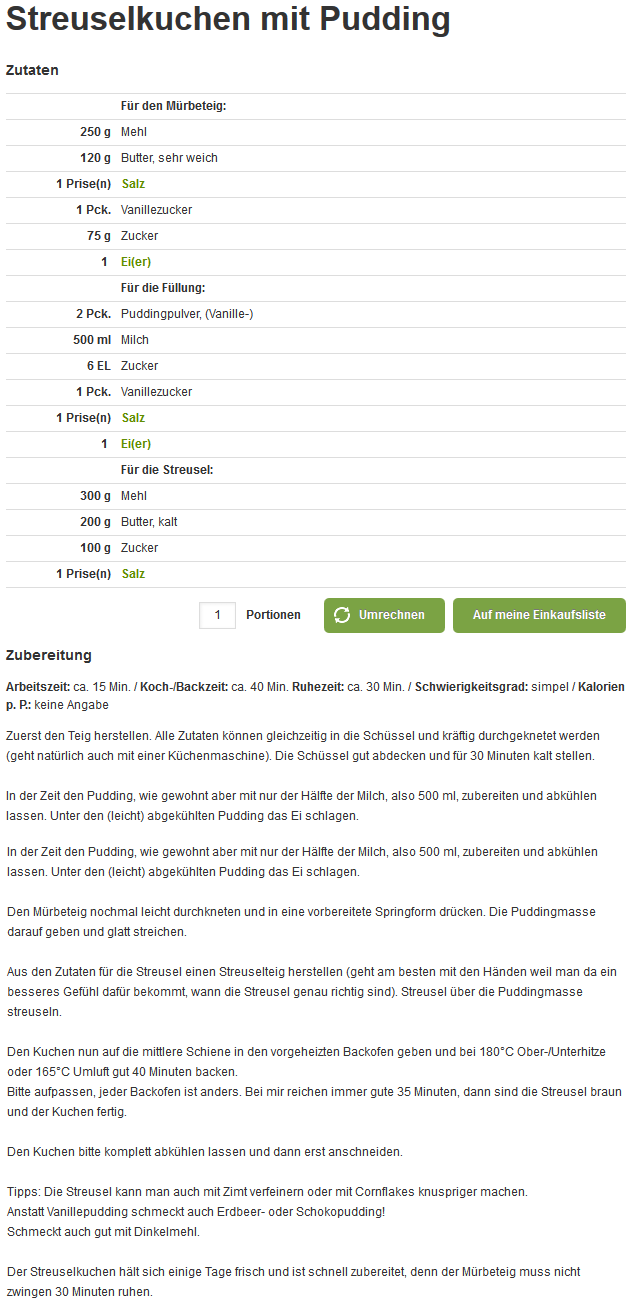 Streuselkuchen mit Pudding
Zutaten
Für den Mürbeteig:
250 g Mehl
120 g Butter, sehr weich
1 Prise(n) Salz
1 Pck. Vanillezucker
75 g Zucker
1 Ei(er)
Für die Füllung:
2 Pck. Puddingpulver, (Vanille-)
500 ml Milch
6 EL Zucker
1 Pck. Vanillezucker
1 Prise(n) Salz
1 Ei(er)
Für die Streusel:
300 g Mehl
200 g Butter, kalt
100 g Zucker
1 Prise(n) Salz
1 Portionen Umrechnen Auf meine Einkaufsliste
Zubereitung
Arbeitszeit: ca. 15 Min. / Koch-/Backzeit: ca. 40 Min. Ruhezeit: ca. 30 Min. / Schwierigkeitsgrad: simpel / Kalorien
p. P.: keine Angabe
Zuerst den Teig herstellen. Alle Zutaten können gleichzeitig in die Schüssel und kräftig durchgeknetet werden
(geht natürlich auch mit einer Küchenmaschine). Die Schüssel gut abdecken und für 30 Minuten kalt stellen.
In der Zeit den Pudding, wie gewohnt aber mit nur der Hälfte der Milch, also 500 ml, zubereiten und abkühlen
lassen. Unter den (leicht) abgekühlten Pudding das Ei schlagen.
In der Zeit den Pudding, wie gewohnt aber mit nur der Hälfte der Milch, also 500 ml, zubereiten und abkühlen
lassen. Unter den (leicht) abgekühlten Pudding das Ei schlagen.
Den Mürbeteig nochmal leicht durchkneten und in eine vorbereitete Springform drücken. Die Puddingmasse
darauf geben und glatt streichen.
Aus den Zutaten für die Streusel einen Streuselteig herstellen (geht am besten mit den Händen weil man da ein
besseres Gefühl dafür bekommt, wann die Streusel genau richtig sind). Streusel über die Puddingmasse
streuseln.
Den Kuchen nun auf die mittlere Schiene in den vorgeheizten Backofen geben und bei 180°C Ober-/Unterhitze
oder 165°C Umluft gut 40 Minuten backen.
Bitte aufpassen, jeder Backofen ist anders. Bei mir reichen immer gute 35 Minuten, dann sind die Streusel braun
und der Kuchen fertig.
Den Kuchen bitte komplett abkühlen lassen und dann erst anschneiden.
Tipps: Die Streusel kann man auch mit Zimt verfeinern oder mit Cornflakes knuspriger machen.
Anstatt Vanillepudding schmeckt auch Erdbeer- oder Schokopudding!
Schmeckt auch gut mit Dinkelmehl.
Der Streuselkuchen hält sich einige Tage frisch und ist schnell zubereitet, denn der Mürbeteig muss nicht
zwingen 30 Minuten ruhen.